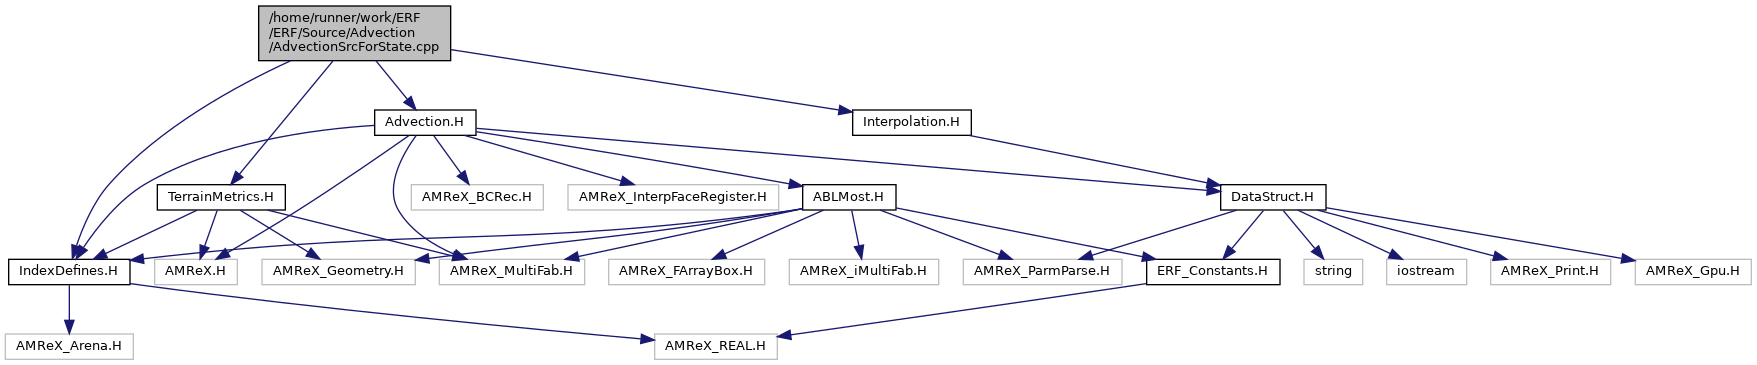 /home/runner/work/ERF
/ERF/Source/Advection
/AdvectionSrcForState.cpp
Advection.H
Interpolation.H
TerrainMetrics.H
AMReX_BCRec.H
AMReX_InterpFaceRegister.H
ABLMost.H
DataStruct.H
IndexDefines.H
AMReX.H
AMReX_Geometry.H
AMReX_MultiFab.H
AMReX_FArrayBox.H
AMReX_iMultiFab.H
AMReX_ParmParse.H
ERF_Constants.H
string
iostream
AMReX_Print.H
AMReX_Gpu.H
AMReX_Arena.H
AMReX_REAL.H